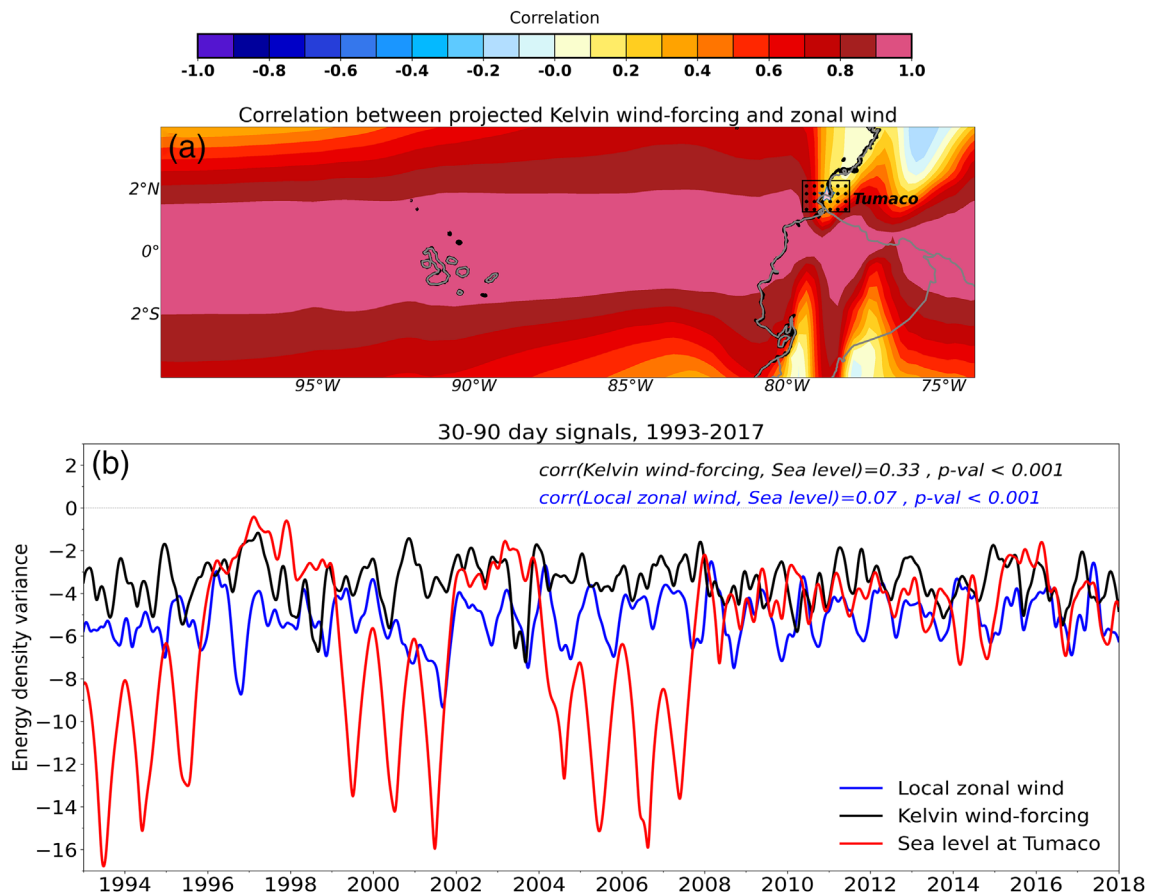 Correlation
-1.0 -0.8 -0.6 -0.4 -0.2 -0.0 0.2 0.4 0.6 0.8 1.0
Correlation between projected Kelvin wind-forcing and zonal wind
(a)
2°N
Tumaco
0°
2°S
95°W 90°W 85°W 80°W 75°W
30-90 day signals, 1993-2017
(b)
corr(Kelvin wind-forcing, Sea level)=0.33 , p-val < 0.001
corr(Local zonal wind, Sea level)=0.07 , p-val < 0.001
Energy density variance
2
0
−2
−4
−6
−8
−10
−12
−14
−16
Local zonal wind
Kelvin wind-forcing
Sea level at Tumaco
1994 1996 1998 2000 2002 2004 2006 2008 2010 2012 2014 2016 2018